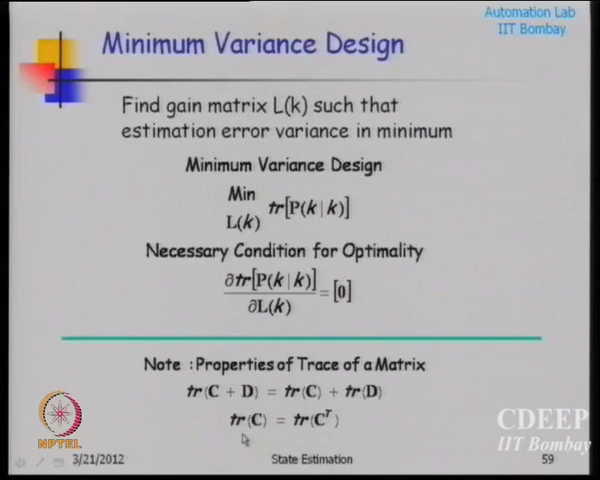 Automation Lab
IIT Bombay
Minimum Variance Design
Find gain matrix L(k) such that
estimation error variance in minimum
Minimum Variance Design
Min tr[P(k | k)]
L(k)
Necessary Condition for Optimality
∂tr[P(k | k)]
∂L(k)
= [0]
Note : Properties of Trace of a Matrix
tr(C + D) = tr(C) + tr(D)
tr(C) = tr(C^T)
NPTEL
CDEEP
IIT Bombay
3/21/2012
State Estimation
59